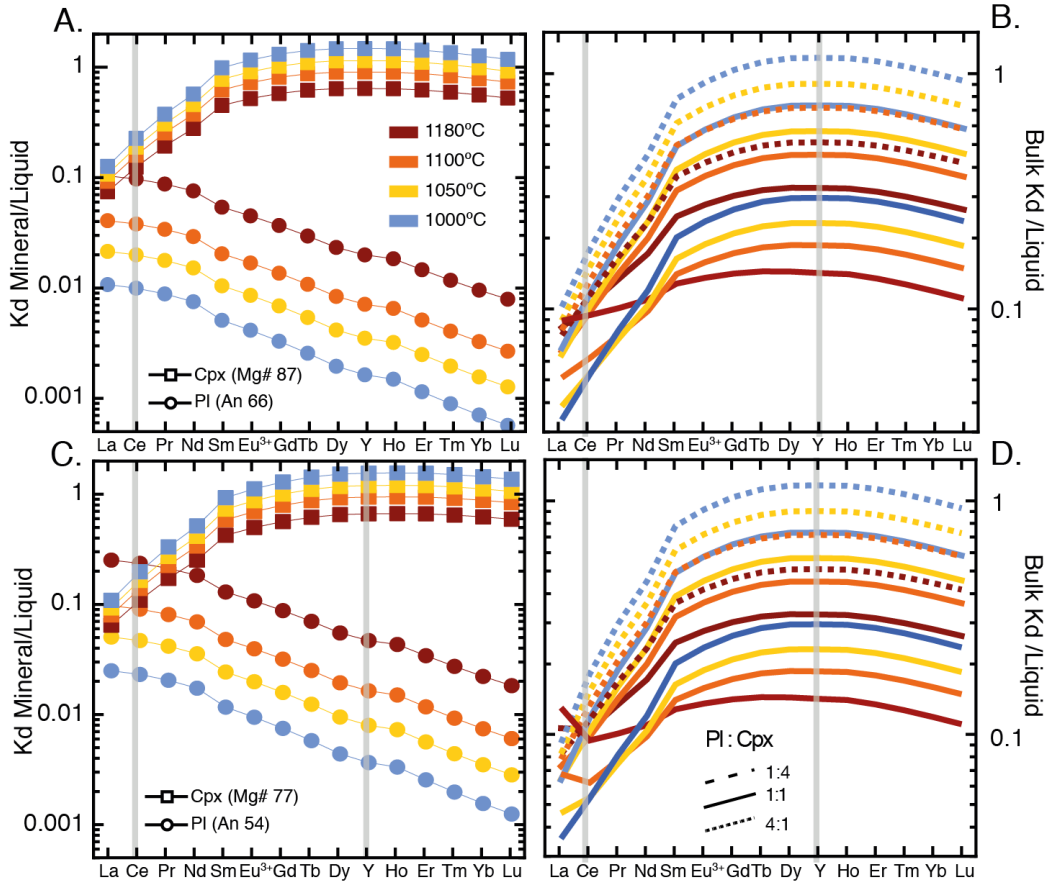 A.
B.
1
0.1
0.01
0.001
Kd Mineral/Liquid
1180ºC
1100ºC
1050ºC
1000ºC
Cpx (Mg# 87)
Pl (An 66)
1
0.1
Bulk Kd /Liquid
La Ce Pr Nd Sm Eu³⁺ Gd Tb Dy Y Ho Er Tm Yb Lu
La Ce Pr Nd Sm Eu³⁺ Gd Tb Dy Y Ho Er Tm Yb Lu
C.
D.
1
0.1
0.01
0.001
Kd Mineral/Liquid
Cpx (Mg# 77)
Pl (An 54)
Pl : Cpx
1:4
1:1
4:1
1
0.1
Bulk Kd /Liquid
La Ce Pr Nd Sm Eu³⁺ Gd Tb Dy Y Ho Er Tm Yb Lu
La Ce Pr Nd Sm Eu³⁺ Gd Tb Dy Y Ho Er Tm Yb Lu